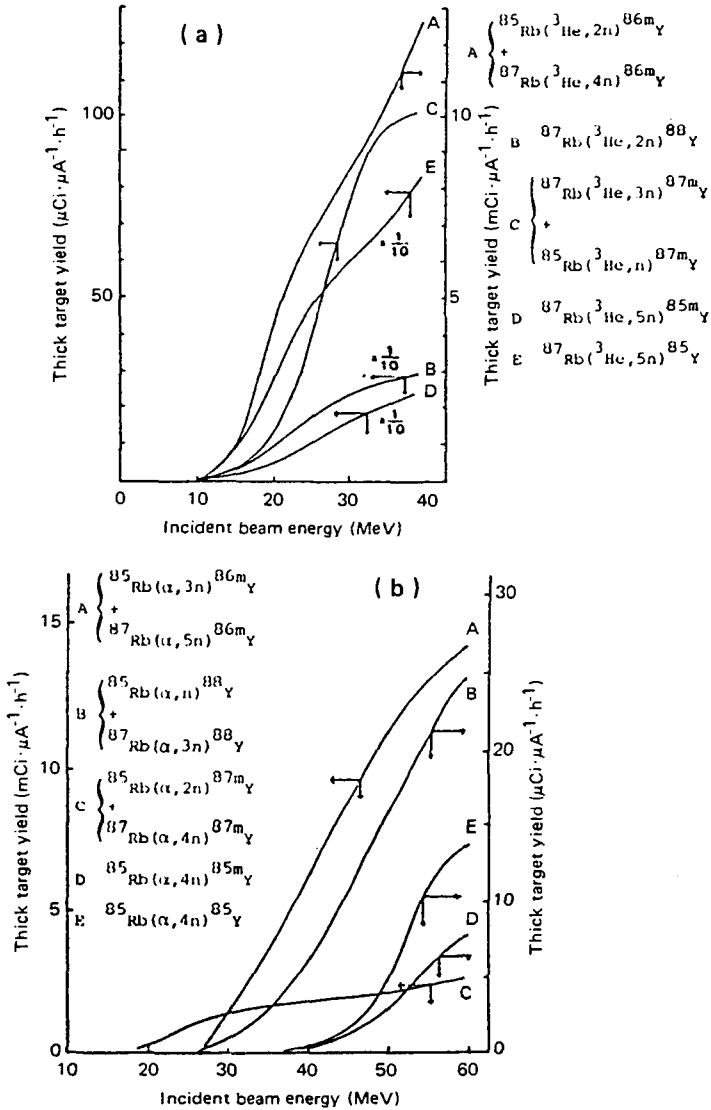 (a)
Thick target yield (μCi·μA⁻¹·h⁻¹)
100
50
0
0 10 20 30 40
Incident beam energy (MeV)
A
C
E
B
D
×1/10
×1/10
×1/10
10
5
Thick target yield (mCi·μA⁻¹·h⁻¹)
A { ⁸⁵Rb(³He,2n)⁸⁶ᵐY
+
⁸⁷Rb(³He,4n)⁸⁶ᵐY
B ⁸⁷Rb(³He,2n)⁸⁸Y
C { ⁸⁷Rb(³He,3n)⁸⁷ᵐY
+
⁸⁵Rb(³He,n)⁸⁷ᵐY
D ⁸⁷Rb(³He,5n)⁸⁵ᵐY
E ⁸⁷Rb(³He,5n)⁸⁵Y
(b)
Thick target yield (mCi·μA⁻¹·h⁻¹)
15
10
5
0
A { ⁸⁵Rb(α,3n)⁸⁶ᵐY
+
⁸⁷Rb(α,5n)⁸⁶ᵐY
B { ⁸⁵Rb(α,n)⁸⁸Y
+
⁸⁷Rb(α,3n)⁸⁸Y
C { ⁸⁵Rb(α,2n)⁸⁷ᵐY
+
⁸⁷Rb(α,4n)⁸⁷ᵐY
D ⁸⁵Rb(α,4n)⁸⁵ᵐY
E ⁸⁵Rb(α,4n)⁸⁵Y
A
B
E
D
C
30
20
10
0
Thick target yield (μCi·μA⁻¹·h⁻¹)
10 20 30 40 50 60
Incident beam energy (MeV)